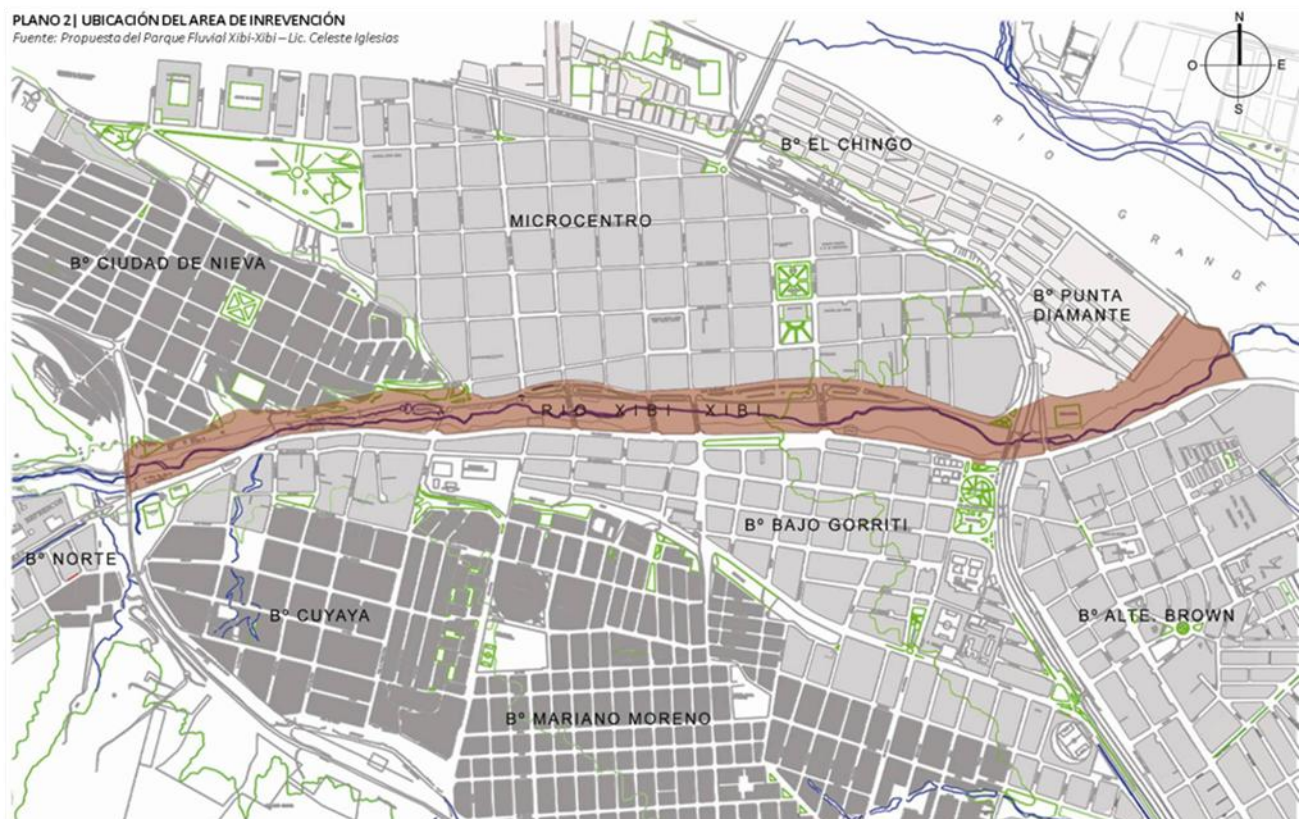 PLANO 2| UBICACIÓN DEL AREA DE INREVENCIÓN
Fuente: Propuesta del Parque Fluvial Xibi-Xibi – Lic. Celeste Iglesias
N
O
E
S
RIO GRANDE
Bº EL CHINGO
MICROCENTRO
Bº CIUDAD DE NIEVA
Bº PUNTA
DIAMANTE
RIO XIBI XIBI
Bº BAJO GORRITI
Bº NORTE
Bº CUYAYA
Bº ALTE. BROWN
Bº MARIANO MORENO